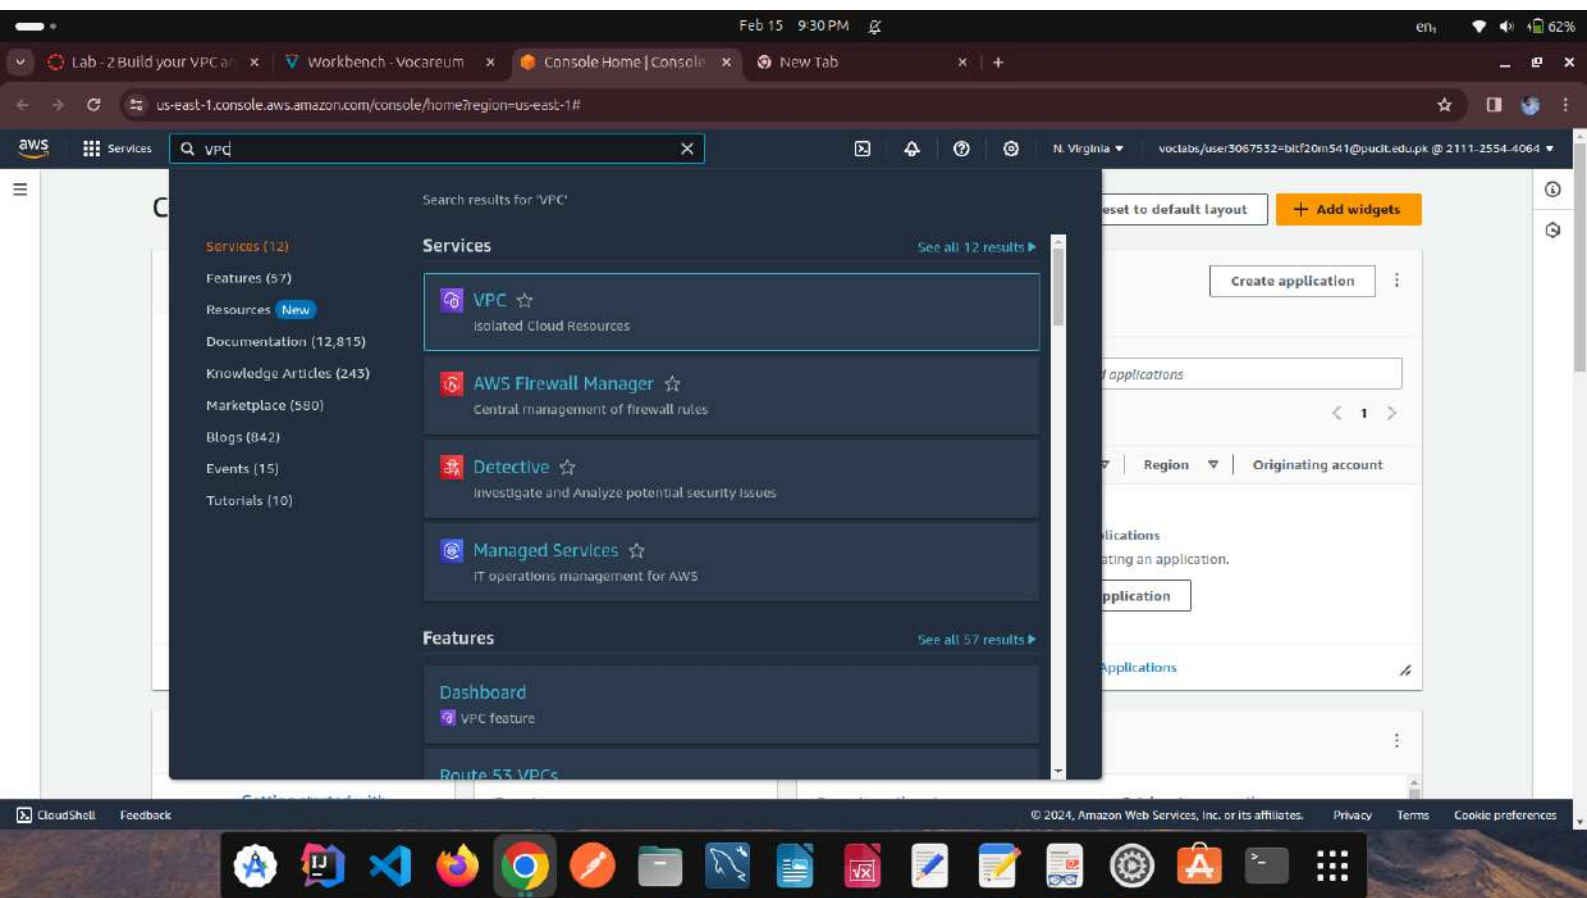 Feb 15 9:30 PM
en₁
62%
Lab - 2 Build your VPC an
Workbench - Vocareum
Console Home | Console
New Tab
us-east-1.console.aws.amazon.com/console/home?region=us-east-1#
aws
Services
VPC
N. Virginia
voclabs/user3067532=bitf20m541@pucit.edu.pk @ 2111-2554-4064
C
Search results for 'VPC'
Services (12)
Features (57)
Resources New
Documentation (12,815)
Knowledge Articles (243)
Marketplace (580)
Blogs (842)
Events (15)
Tutorials (10)
Services
See all 12 results
VPC
Isolated Cloud Resources
AWS Firewall Manager
Central management of firewall rules
Detective
Investigate and Analyze potential security issues
Managed Services
IT operations management for AWS
Features
See all 57 results
Dashboard
VPC feature
Route 53 VPCs
eset to default layout
+ Add widgets
Create application
d applications
1
Region
Originating account
lications
ating an application.
pplication
Applications
Getting started with
CloudShell
Feedback
© 2024, Amazon Web Services, Inc. or its affiliates.
Privacy
Terms
Cookie preferences